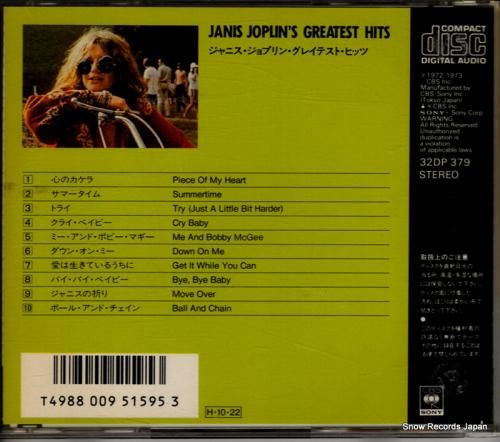 JANIS JOPLIN'S GREATEST HITS
ジャニス・ジョプリン・グレイテスト・ヒッツ
COMPACT
disc
DIGITAL AUDIO
℗ 1972, 1973
CBS Inc.
Manufactured by
CBS Sony Inc.
(Tokyo Japan)
SONY Sony Corp
WARNING
All Rights Reserved.
Unauthorized
duplication is
a violation
of applicable laws.
32DP 379
STEREO
1 心のカケラ Piece Of My Heart
2 サマータイム Summertime
3 トライ Try (Just A Little Bit Harder)
4 クライ・ベイビー Cry Baby
5 ミー・アンド・ボビー・マギー Me And Bobby McGee
6 ダウン・オン・ミー Down On Me
7 愛は生きているうちに Get It While You Can
8 バイ・バイ・ベイビー Bye, Bye Baby
9 ジャニスの祈り Move Over
10 ボール・アンド・チェイン Ball And Chain
取扱上のご注意
T4988 009 51595 3
H-10-22
CBS
SONY
Snow Records Japan
www.snowrecords.jp